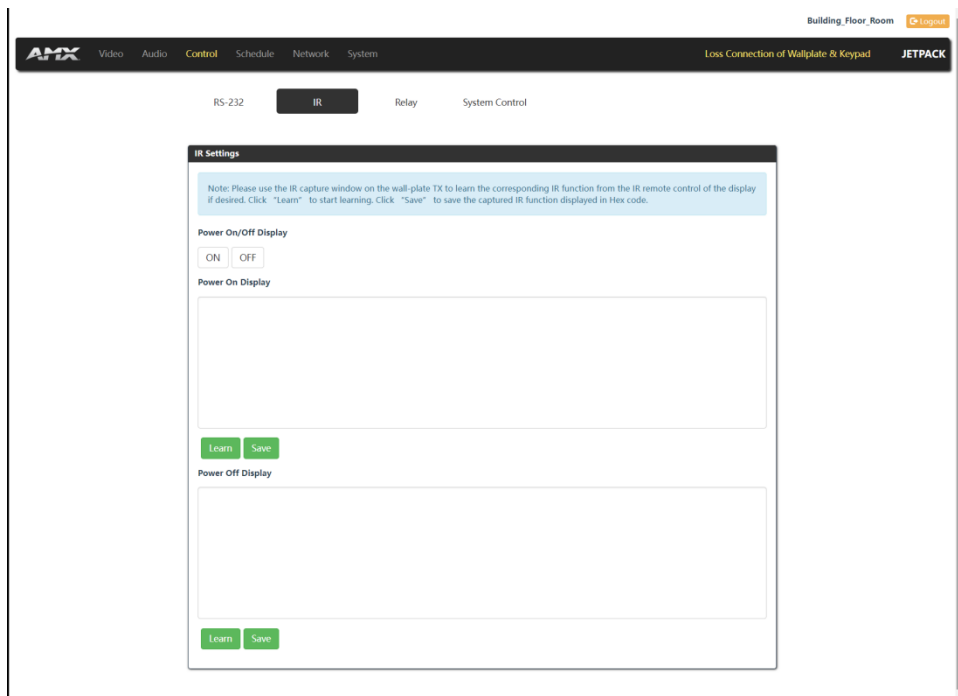 Building_Floor_Room Logout
AMX Video Audio Control Schedule Network System Loss Connection of Wallplate & Keypad JETPACK
RS-232 IR Relay System Control
IR Settings
Note: Please use the IR capture window on the wall-plate TX to learn the corresponding IR function from the IR remote control of the display
if desired. Click "Learn" to start learning. Click "Save" to save the captured IR function displayed in Hex code.
Power On/Off Display
ON OFF
Power On Display
Learn Save
Power Off Display
Learn Save